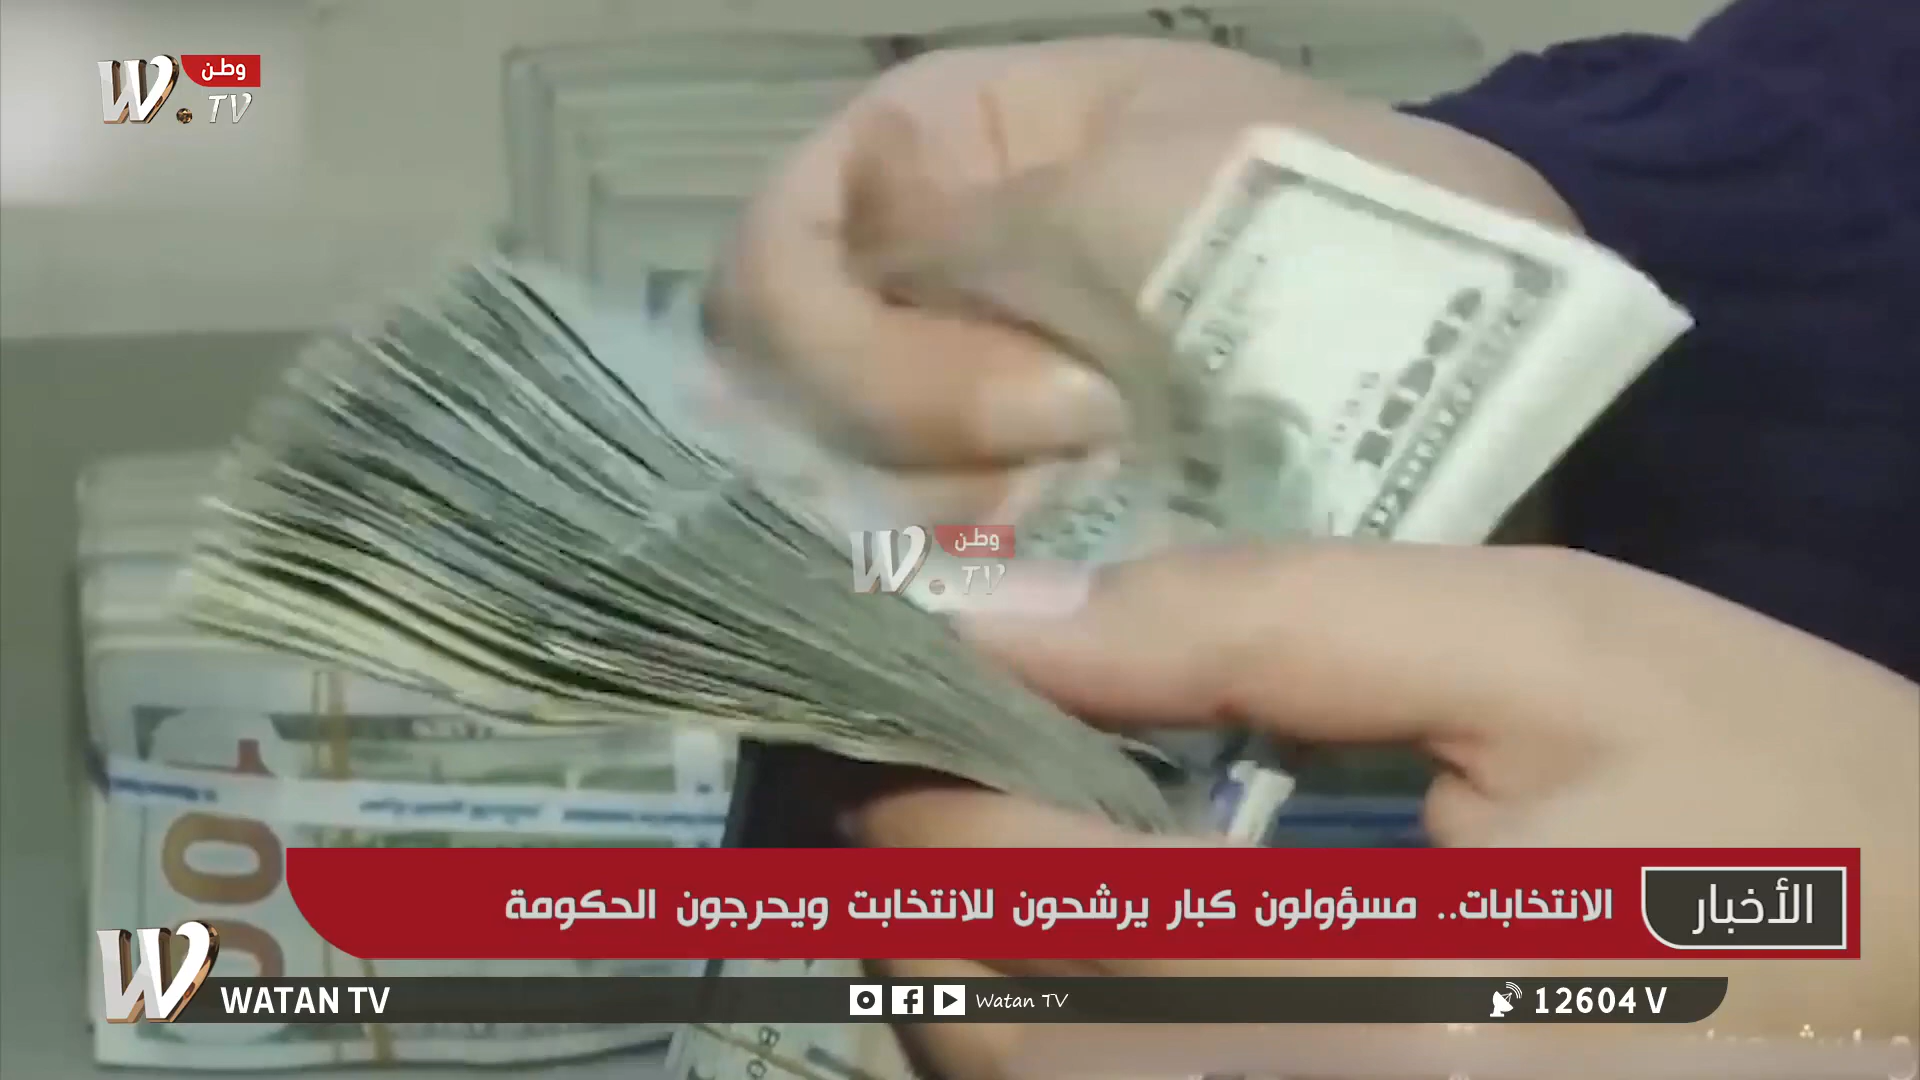 وطن
W.TV
وطن
W.TV
الأخبار
الانتخابات.. مسؤولون كبار يرشحون للانتخابت ويحرجون الحكومة
W WATAN TV
Watan TV
12604 V